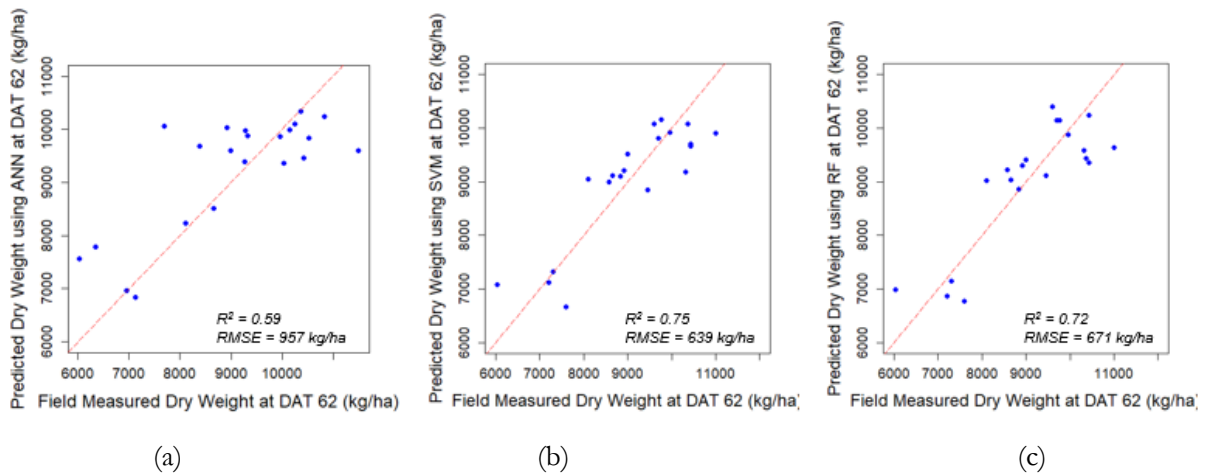 Predicted Dry Weight using ANN at DAT 62 (kg/ha)
11000
10000
9000
8000
7000
6000
R² = 0.59
RMSE = 957 kg/ha
6000 7000 8000 9000 10000
Field Measured Dry Weight at DAT 62 (kg/ha)
(a)
Predicted Dry Weight using SVM at DAT 62 (kg/ha)
11000
10000
9000
8000
7000
6000
R² = 0.75
RMSE = 639 kg/ha
6000 7000 8000 9000 11000
Field Measured Dry Weight at DAT 62 (kg/ha)
(b)
Predicted Dry Weight using RF at DAT 62 (kg/ha)
11000
10000
9000
8000
7000
6000
R² = 0.72
RMSE = 671 kg/ha
6000 7000 8000 9000 11000
Field Measured Dry Weight at DAT 62 (kg/ha)
(c)